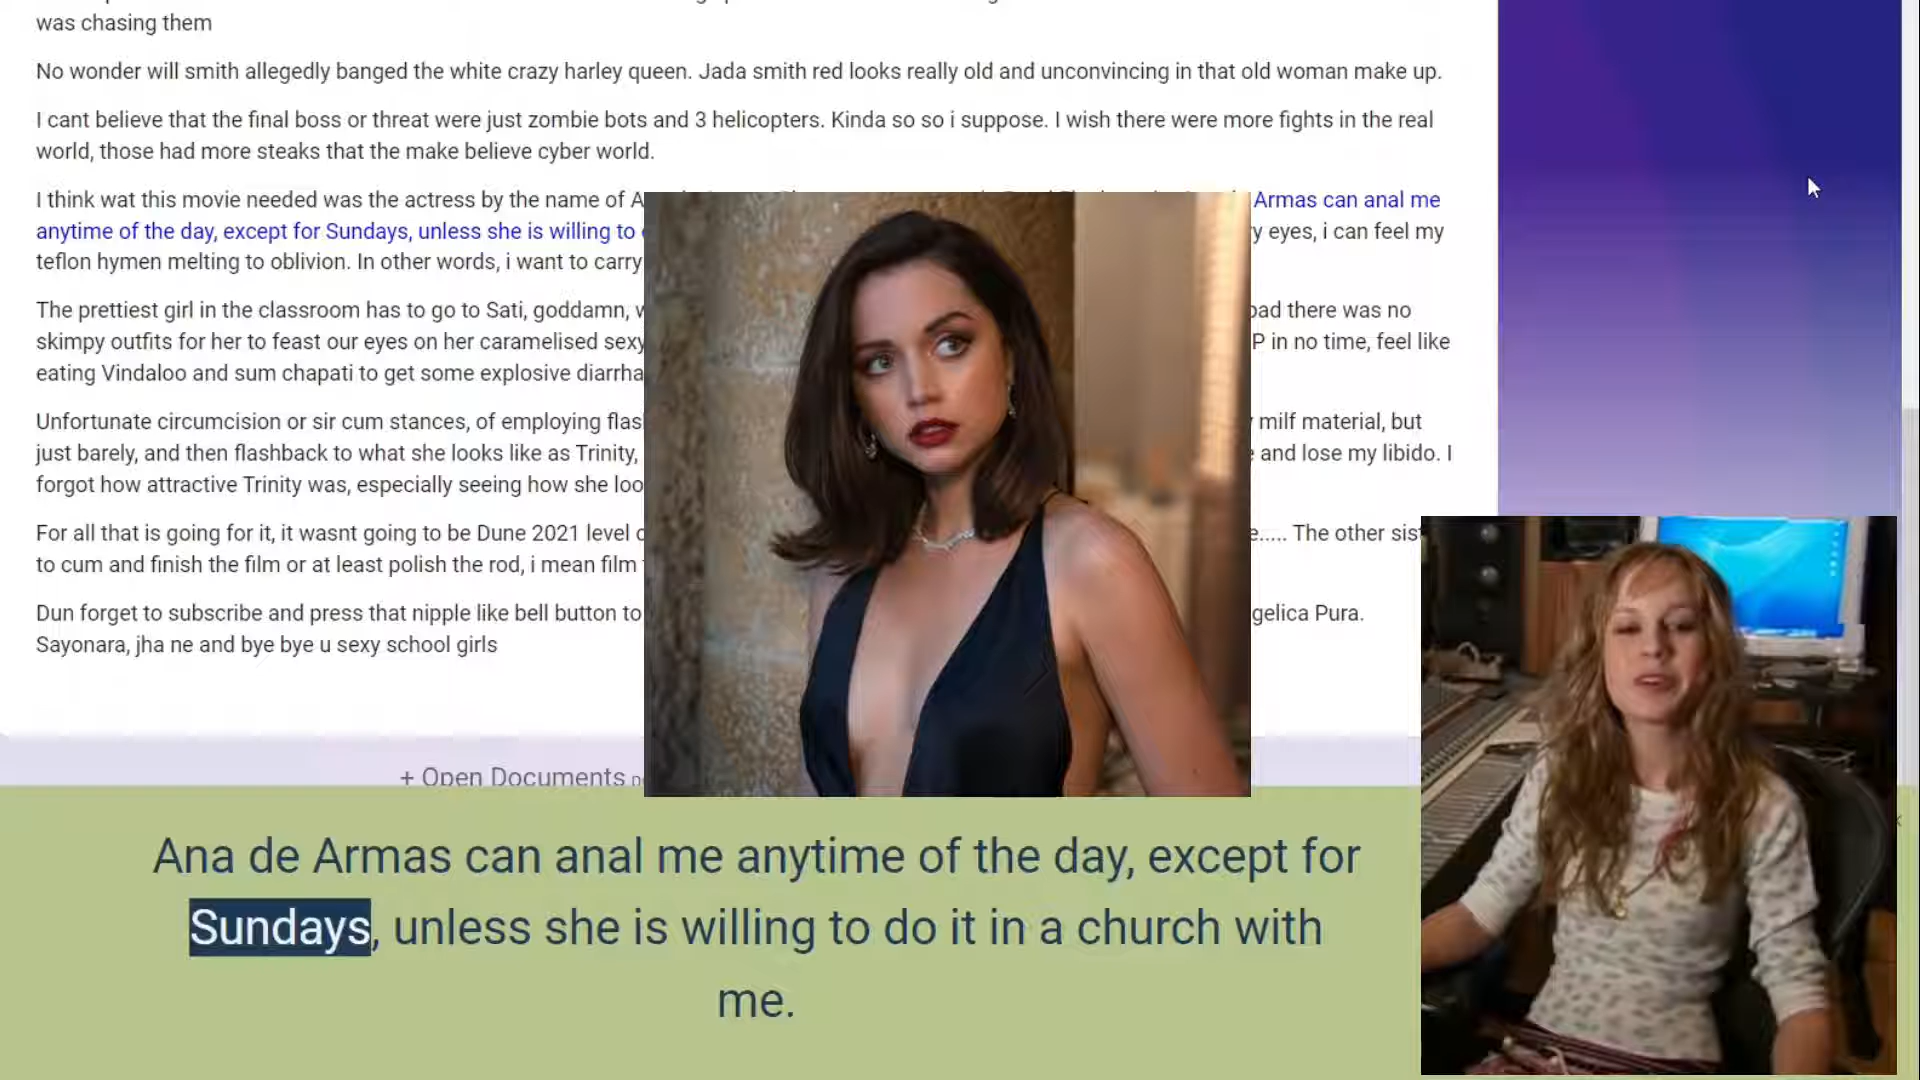 was chasing them
No wonder will smith allegedly banged the white crazy harley queen. Jada smith red looks really old and unconvincing in that old woman make up.
I cant believe that the final boss or threat were just zombie bots and 3 helicopters. Kinda so so i suppose. I wish there were more fights in the real
world, those had more steaks that the make believe cyber world.
I think wat this movie needed was the actress by the name of A Armas can anal me
anytime of the day, except for Sundays, unless she is willing to y eyes, i can feel my
teflon hymen melting to oblivion. In other words, i want to carry
The prettiest girl in the classroom has to go to Sati, goddamn, w oad there was no
skimpy outfits for her to feast our eyes on her caramelised sexy P in no time, feel like
eating Vindaloo and sum chapati to get some explosive diarrha
Unfortunate circumcision or sir cum stances, of employing flas milf material, but
just barely, and then flashback to what she looks like as Trinity, and lose my libido. I
forgot how attractive Trinity was, especially seeing how she loo
For all that is going for it, it wasnt going to be Dune 2021 level e..... The other sis
to cum and finish the film or at least polish the rod, i mean film
Dun forget to subscribe and press that nipple like bell button to gelica Pura.
Sayonara, jha ne and bye bye u sexy school girls
+ Open Documents
Ana de Armas can anal me anytime of the day, except for
Sundays, unless she is willing to do it in a church with
me.